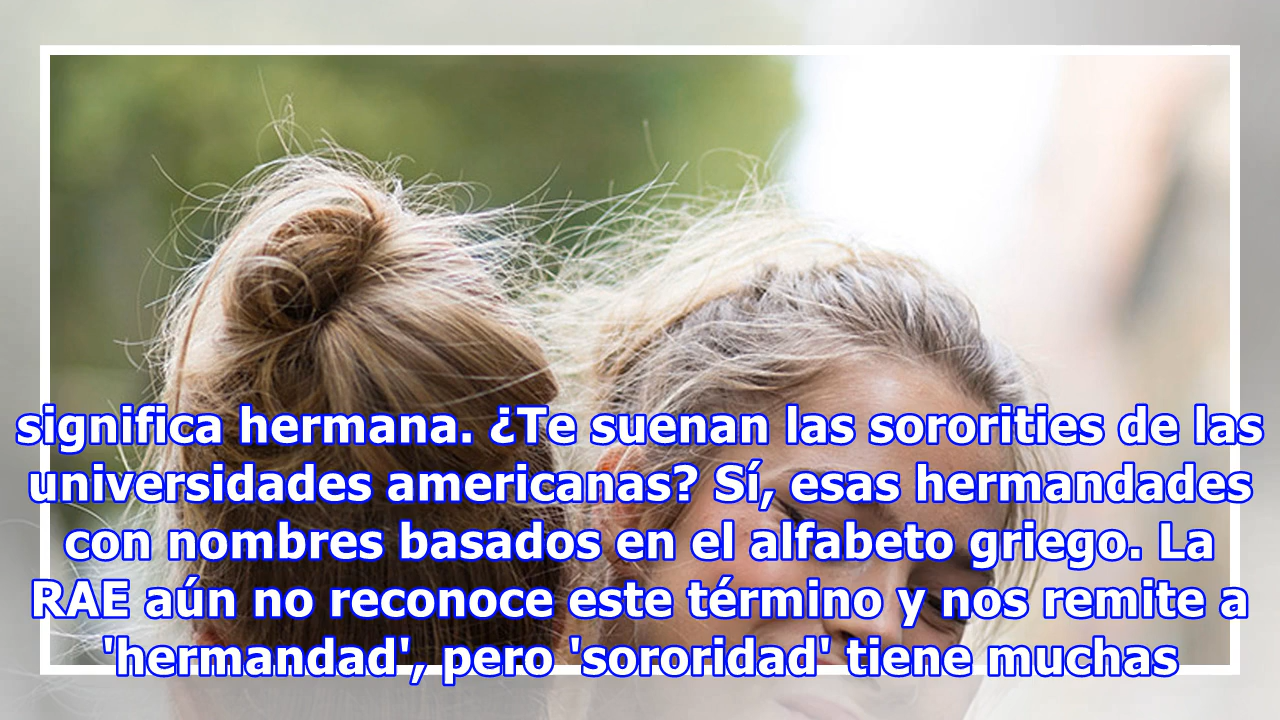 significa hermana. ¿Te suenan las sororities de las
universidades americanas? Sí, esas hermandades
con nombres basados en el alfabeto griego. La
RAE aún no reconoce este término y nos remite a
'hermandad', pero 'sororidad' tiene muchas